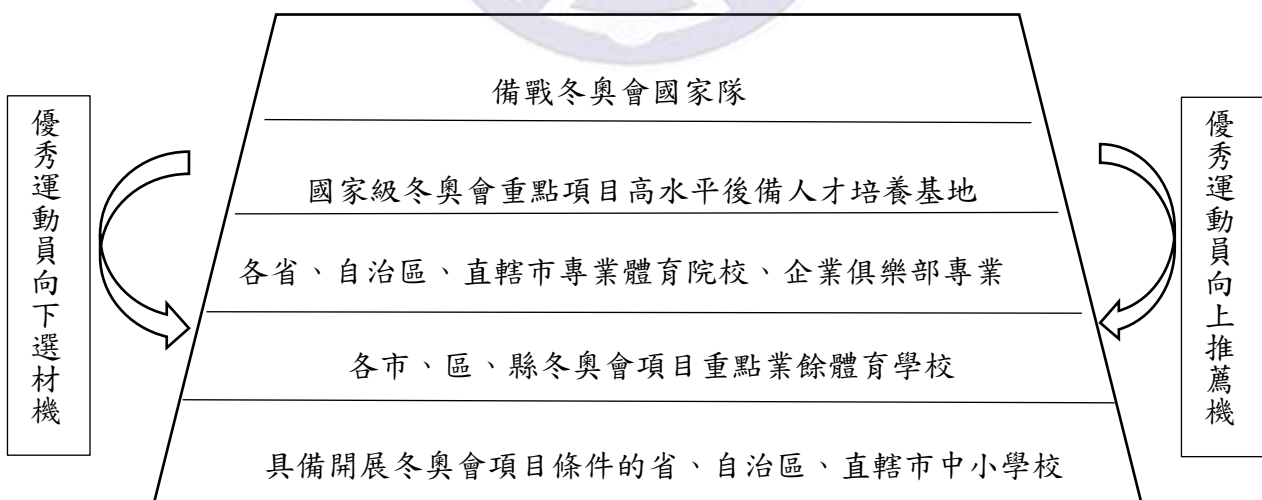 備戰冬奧會國家隊
國家級冬奧會重點項目高水平後備人才培養基地
各省、自治區、直轄市專業體育院校、企業俱樂部專業
各市、區、縣冬奧會項目重點業餘體育學校
具備開展冬奧會項目條件的省、自治區、直轄市中小學校
優秀運動員向下選材機
優秀運動員向上推薦機